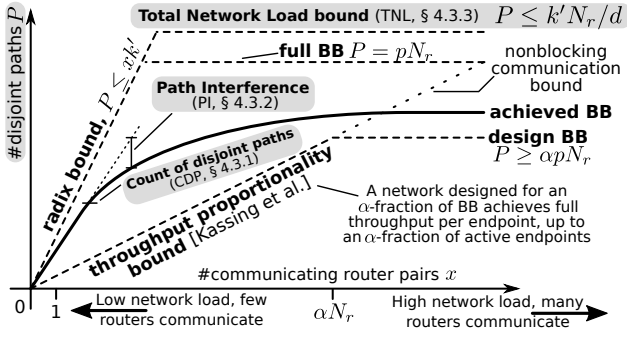 #disjoint paths P
Total Network Load bound (TNL, § 4.3.3) P ≤ k′N_r/d
full BB P = pN_r
nonblocking
communication
bound
radix bound, P ≤ xk′
Path Interference
(PI, § 4.3.2)
achieved BB
design BB
P ≥ αpN_r
Count of disjoint paths
(CDP, § 4.3.1)
throughput proportionality
bound [Kassing et al.]
A network designed for an
α-fraction of BB achieves full
throughput per endpoint, up to
an α-fraction of active endpoints
#communicating router pairs x
0
1
Low network load, few
routers communicate
αN_r
High network load, many
routers communicate